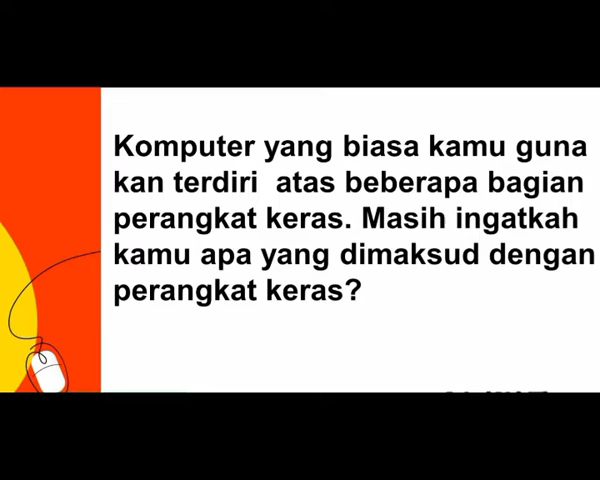 Komputer yang biasa kamu guna
kan terdiri  atas beberapa bagian
perangkat keras. Masih ingatkah
kamu apa yang dimaksud dengan
perangkat keras?